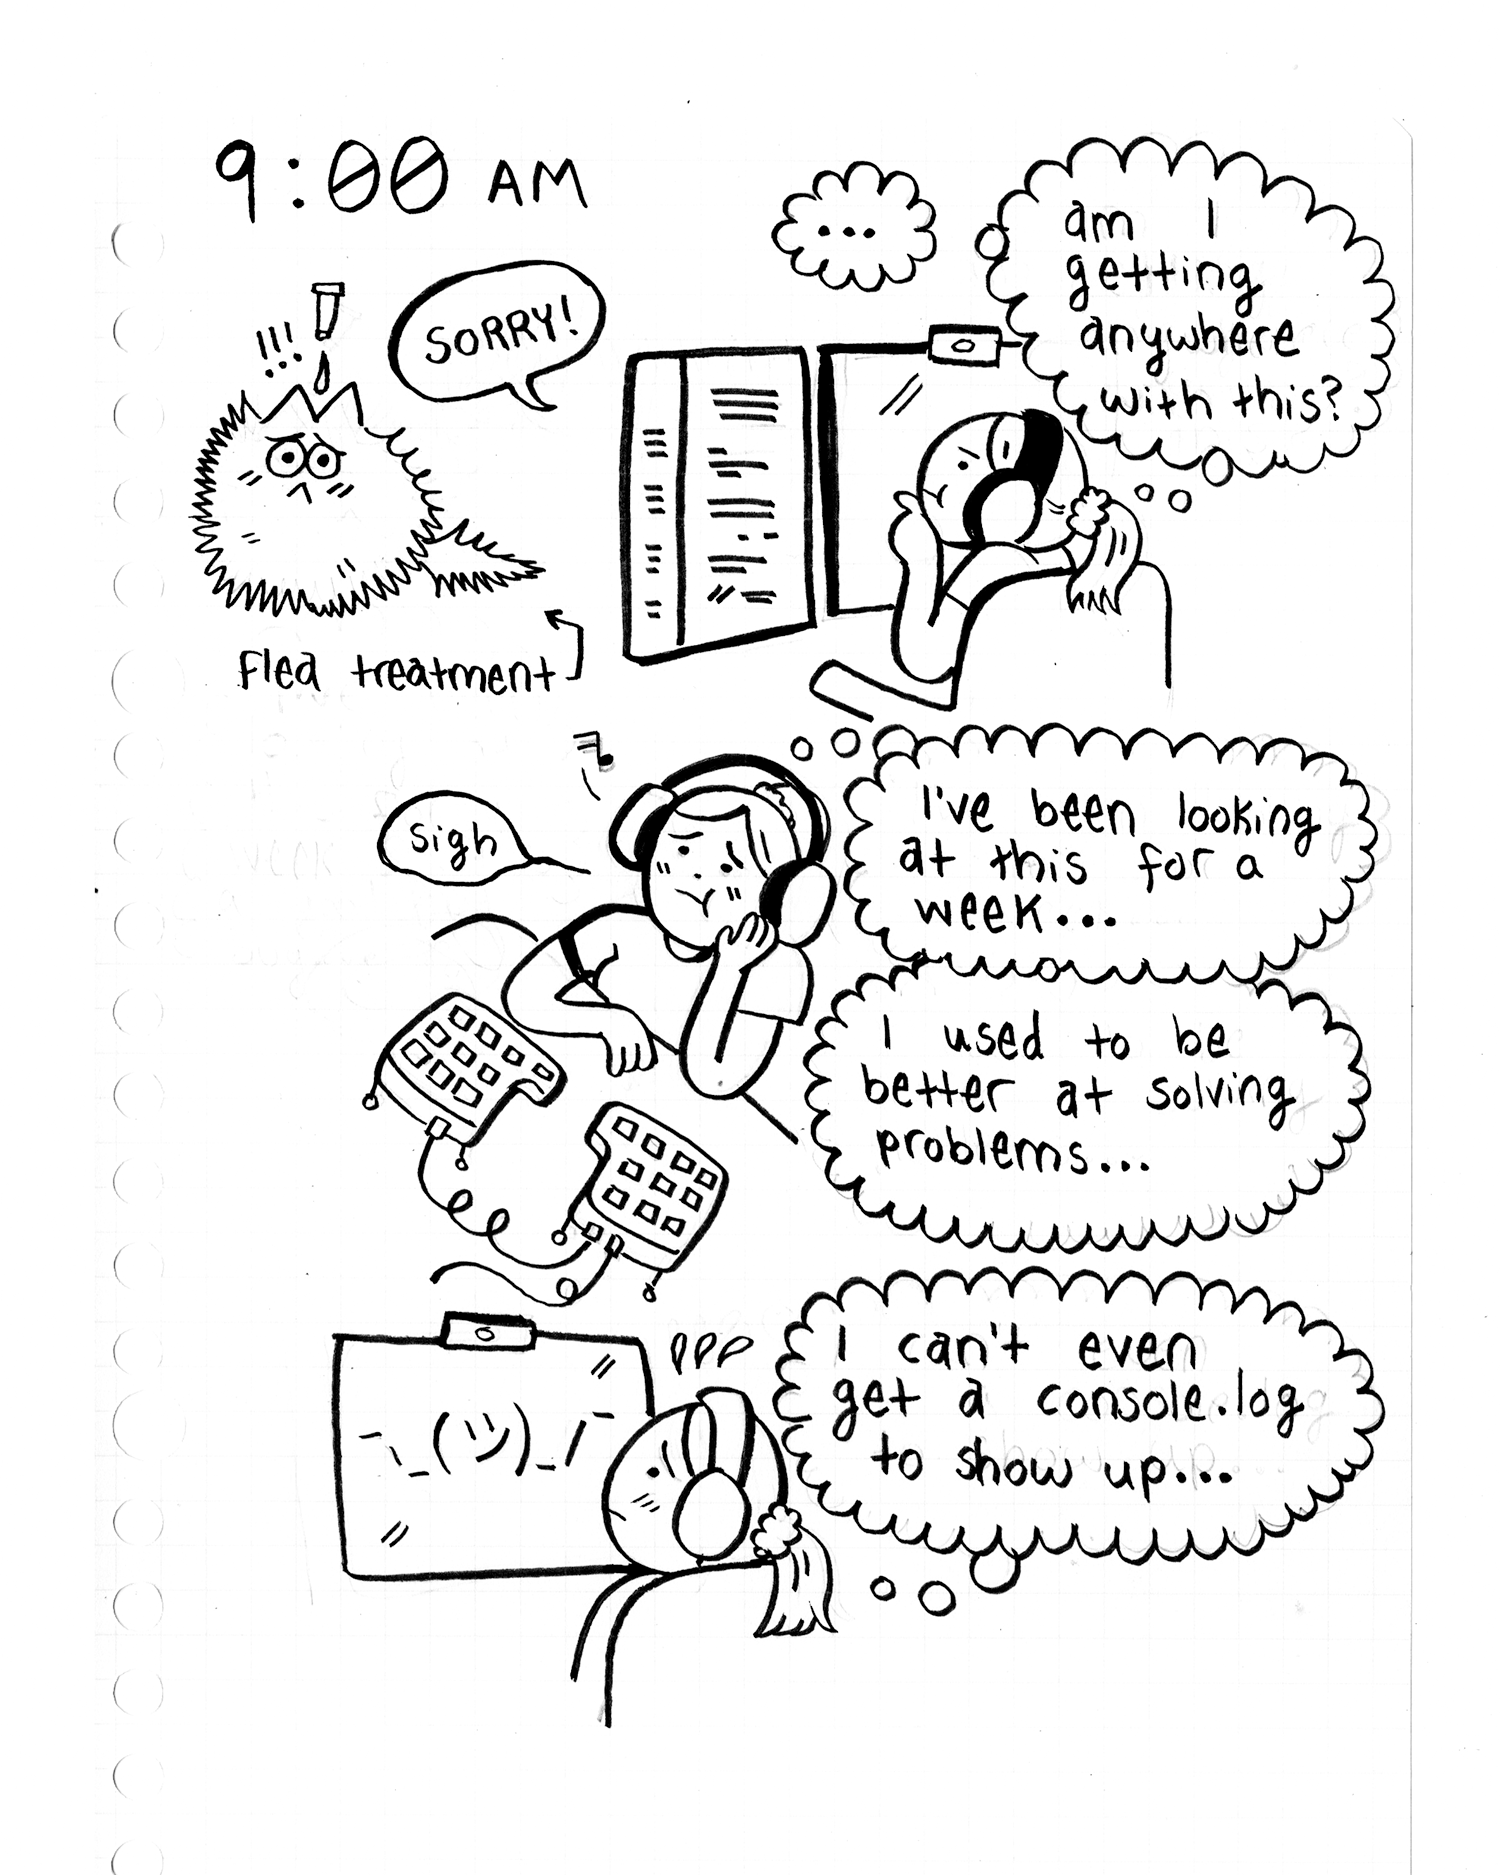 9:00 AM
!!!
SORRY!
Flea treatment
...
am I
getting
anywhere
with this?
sigh
I've been looking
at this for a
week...
I used to be
better at solving
problems...
¯\_(ツ)_/¯
I can't even
get a console.log
to show up...